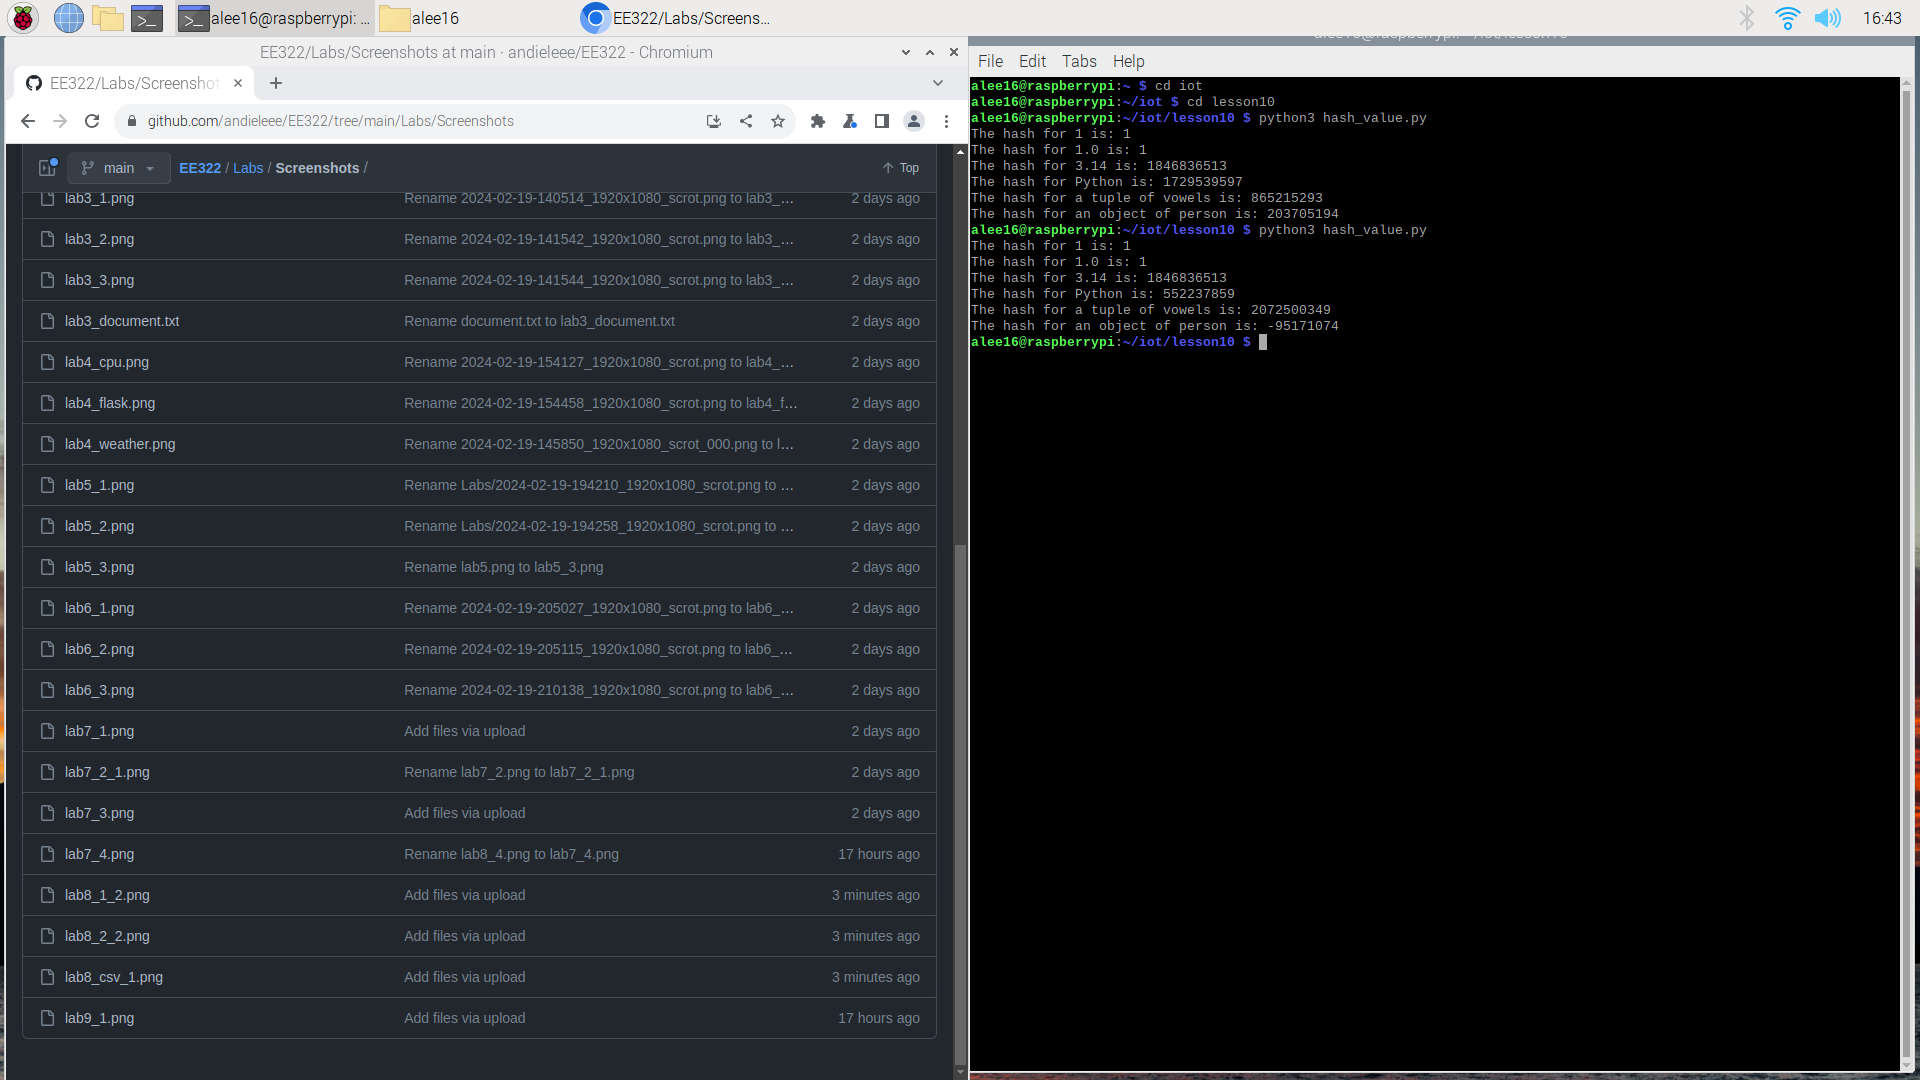 alee16@raspberrypi: ...
alee16
EE322/Labs/Screens...
16:43
EE322/Labs/Screenshots at main · andieleee/EE322 - Chromium
EE322/Labs/Screenshot
github.com/andieleee/EE322/tree/main/Labs/Screenshots
main
EE322 / Labs / Screenshots /
Top
lab3_1.png Rename 2024-02-19-140514_1920x1080_scrot.png to lab3_... 2 days ago
lab3_2.png Rename 2024-02-19-141542_1920x1080_scrot.png to lab3_... 2 days ago
lab3_3.png Rename 2024-02-19-141544_1920x1080_scrot.png to lab3_... 2 days ago
lab3_document.txt Rename document.txt to lab3_document.txt 2 days ago
lab4_cpu.png Rename 2024-02-19-154127_1920x1080_scrot.png to lab4_... 2 days ago
lab4_flask.png Rename 2024-02-19-154458_1920x1080_scrot.png to lab4_f... 2 days ago
lab4_weather.png Rename 2024-02-19-145850_1920x1080_scrot_000.png to l... 2 days ago
lab5_1.png Rename Labs/2024-02-19-194210_1920x1080_scrot.png to ... 2 days ago
lab5_2.png Rename Labs/2024-02-19-194258_1920x1080_scrot.png to ... 2 days ago
lab5_3.png Rename lab5.png to lab5_3.png 2 days ago
lab6_1.png Rename 2024-02-19-205027_1920x1080_scrot.png to lab6_... 2 days ago
lab6_2.png Rename 2024-02-19-205115_1920x1080_scrot.png to lab6_... 2 days ago
lab6_3.png Rename 2024-02-19-210138_1920x1080_scrot.png to lab6_... 2 days ago
lab7_1.png Add files via upload 2 days ago
lab7_2_1.png Rename lab7_2.png to lab7_2_1.png 2 days ago
lab7_3.png Add files via upload 2 days ago
lab7_4.png Rename lab8_4.png to lab7_4.png 17 hours ago
lab8_1_2.png Add files via upload 3 minutes ago
lab8_2_2.png Add files via upload 3 minutes ago
lab8_csv_1.png Add files via upload 3 minutes ago
lab9_1.png Add files via upload 17 hours ago
File Edit Tabs Help
alee16@raspberrypi:~ $ cd iot
alee16@raspberrypi:~/iot $ cd lesson10
alee16@raspberrypi:~/iot/lesson10 $ python3 hash_value.py
The hash for 1 is: 1
The hash for 1.0 is: 1
The hash for 3.14 is: 1846836513
The hash for Python is: 1729539597
The hash for a tuple of vowels is: 865215293
The hash for an object of person is: 203705194
alee16@raspberrypi:~/iot/lesson10 $ python3 hash_value.py
The hash for 1 is: 1
The hash for 1.0 is: 1
The hash for 3.14 is: 1846836513
The hash for Python is: 552237859
The hash for a tuple of vowels is: 2072500349
The hash for an object of person is: -95171074
alee16@raspberrypi:~/iot/lesson10 $